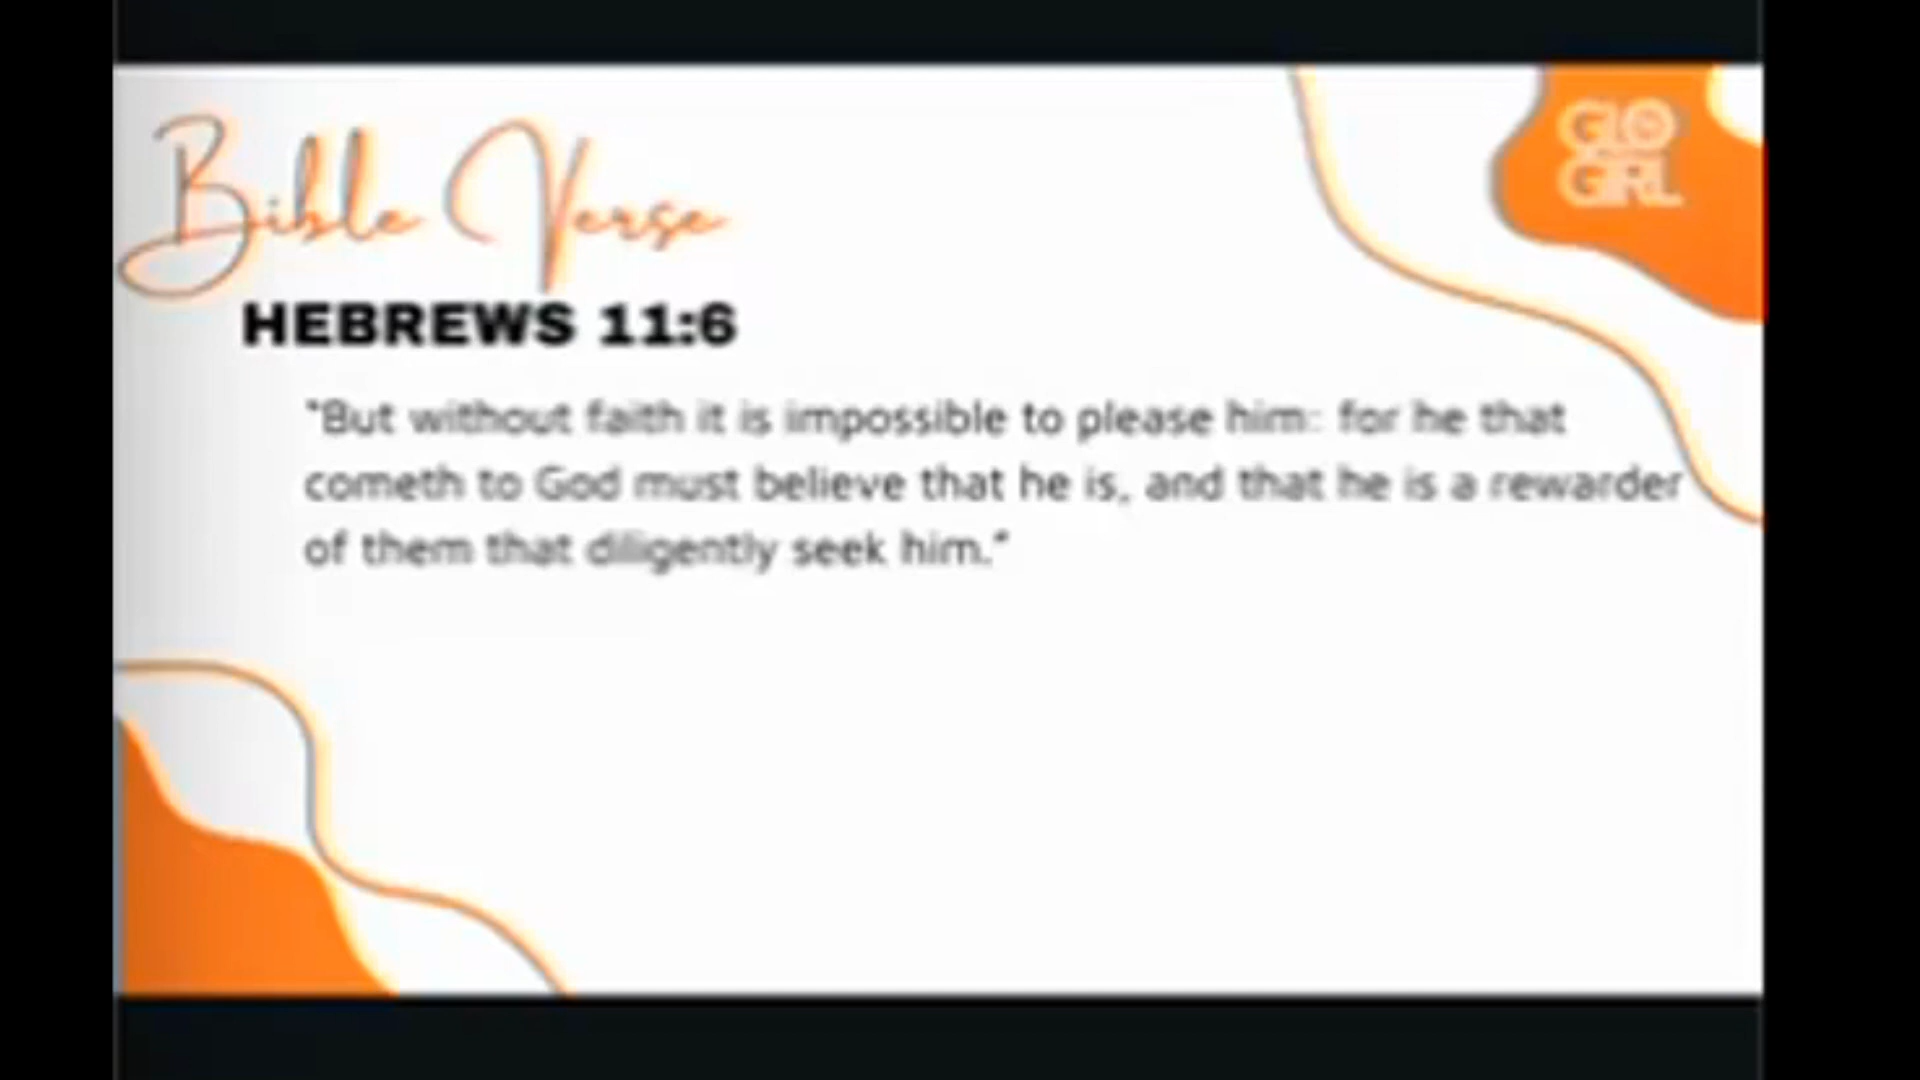 Bible Verse
GLO
GIRL
HEBREWS 11:6
"But without faith it is impossible to please him: for he that
cometh to God must believe that he is, and that he is a rewarder
of them that diligently seek him."